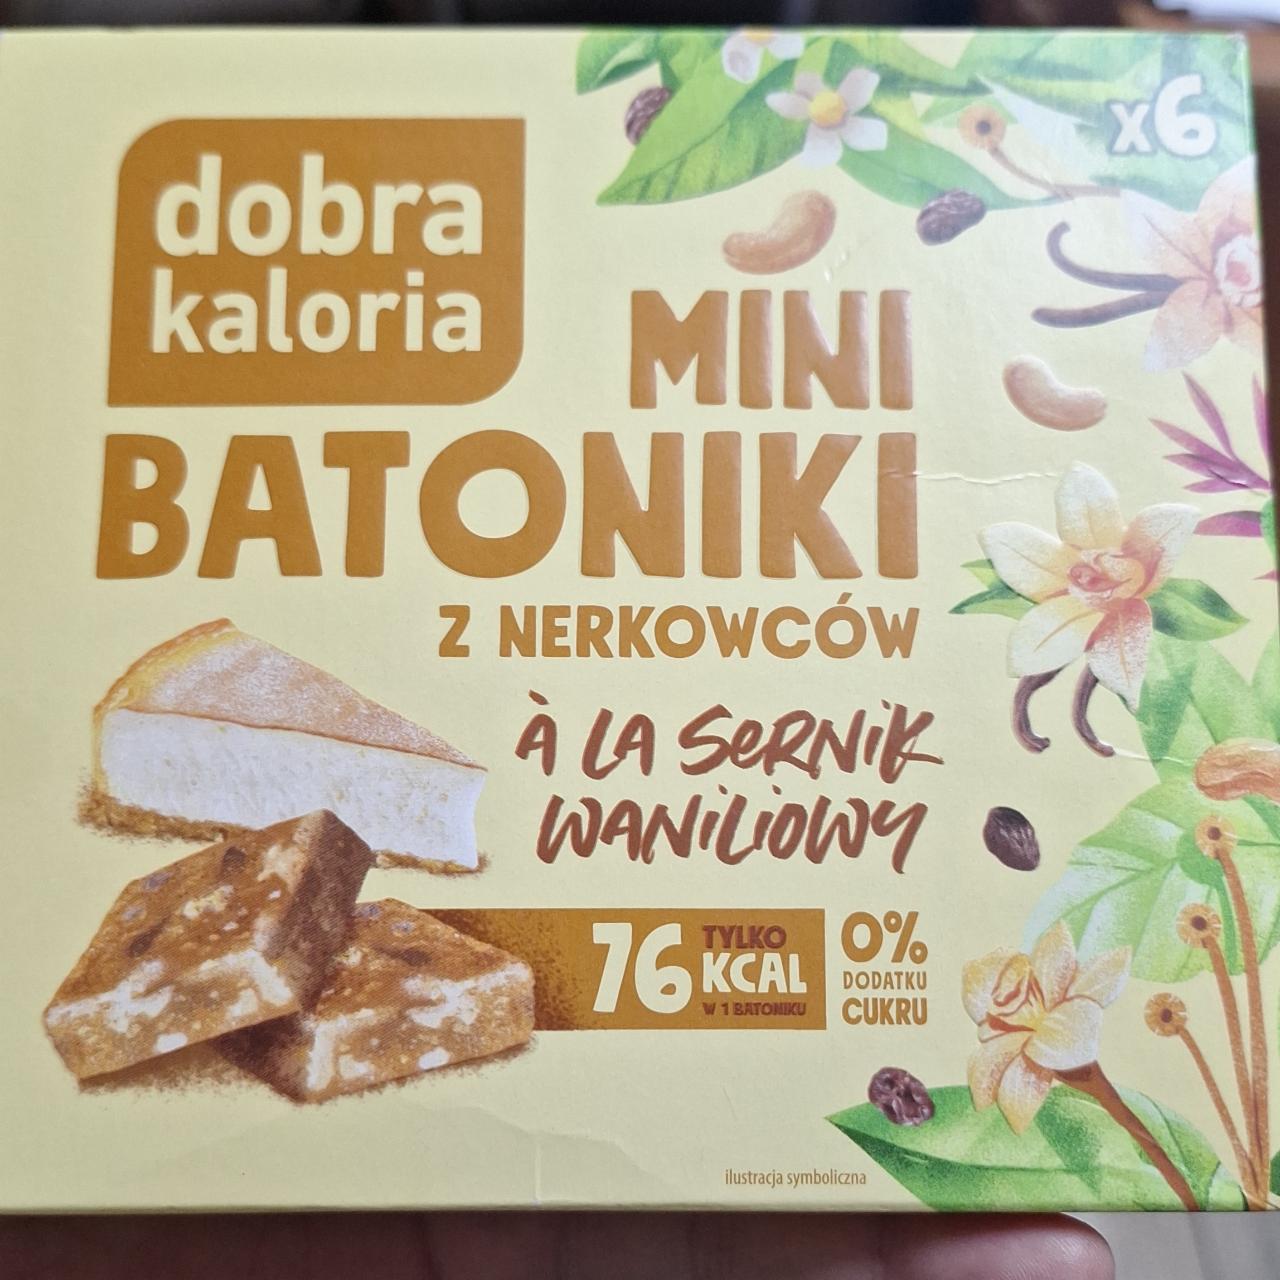 x6
dobra
kaloria
MINI
BATONIKI
Z NERKOWCÓW
À LA SERNIK
WANILIOWY
76 TYLKO KCAL W 1 BATONIKU
0% DODATKU CUKRU
ilustracja symboliczna